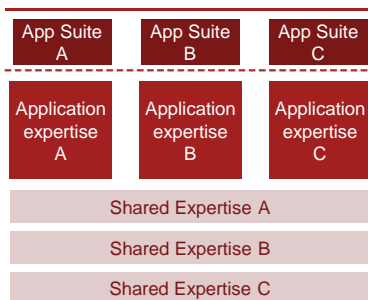 App Suite
A
App Suite
B
App Suite
C
Application
expertise
A
Application
expertise
B
Application
expertise
C
Shared Expertise A
Shared Expertise B
Shared Expertise C